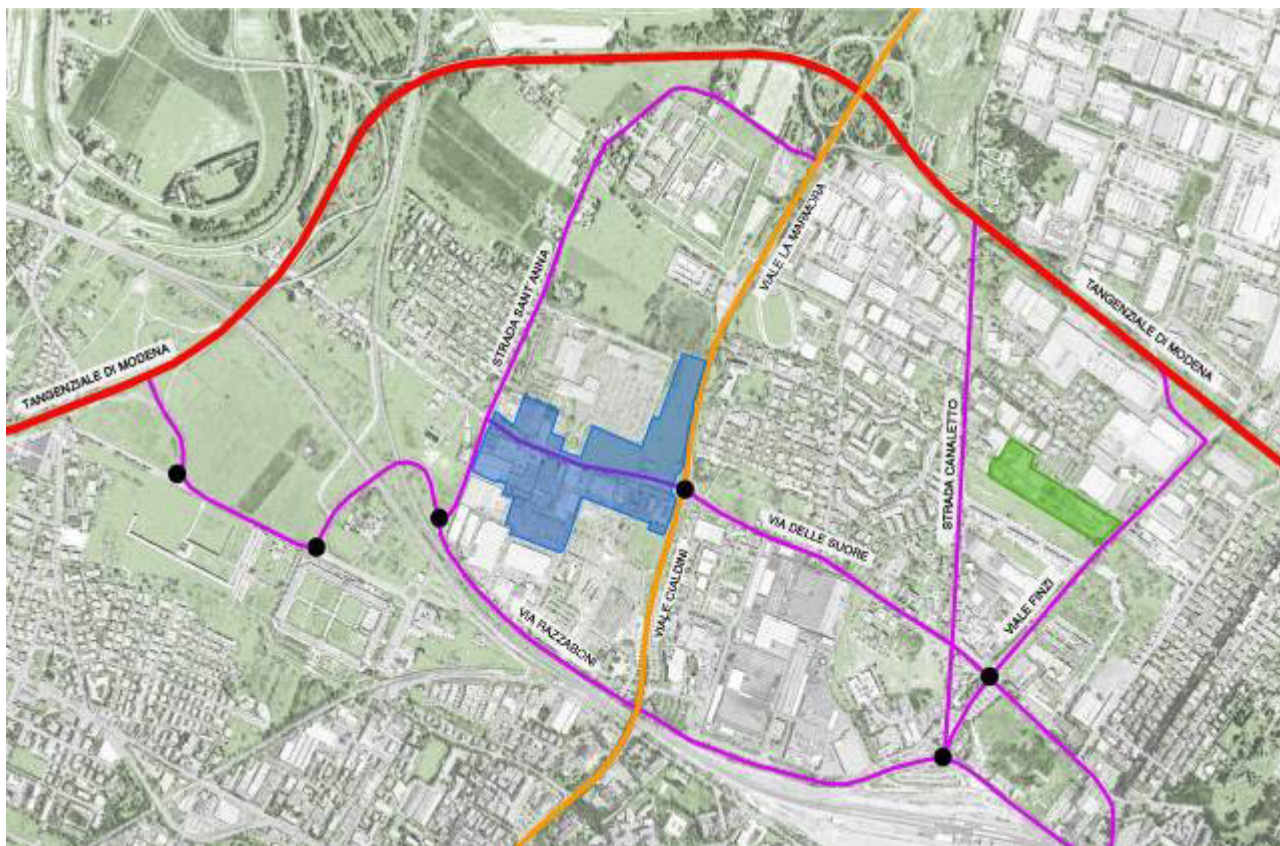 VIALE LA MARMORA
STRADA SANT' ANNA
TANGENZIALE DI MODENA
TANGENZIALE DI MODENA
STRADA CANALETTO
VIA DELLE SUORE
VIALE CIALDINI
VIALE FINZI
VIA RAZZABONI